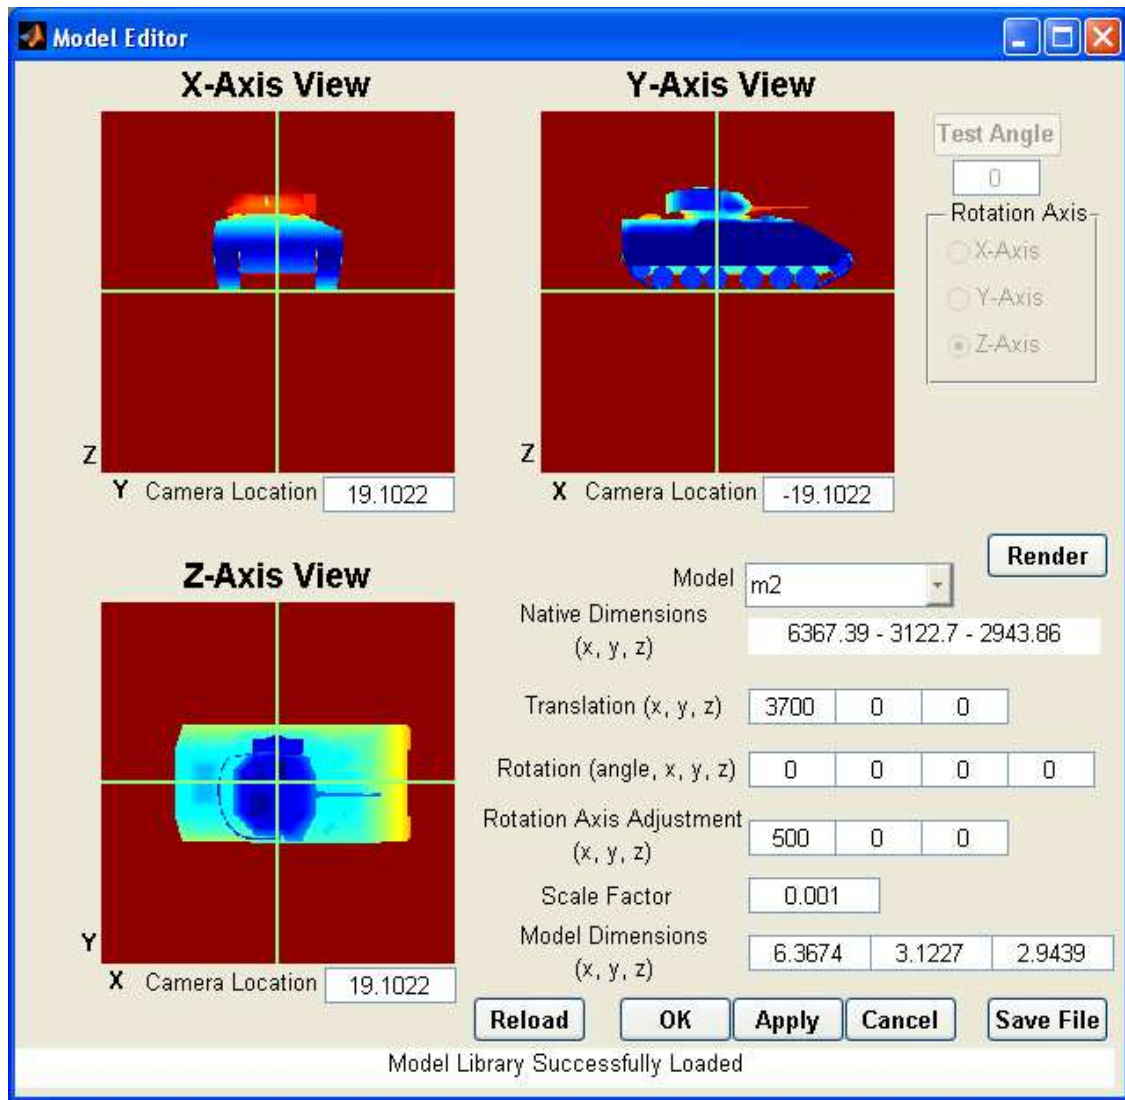 Model Editor
X-Axis View
Y-Axis View
Test Angle
0
Rotation Axis
X-Axis
Y-Axis
Z-Axis
Z
Y Camera Location 19.1022
Z
X Camera Location -19.1022
Render
Z-Axis View
Model m2
Native Dimensions
(x, y, z)
6367.39 - 3122.7 - 2943.86
Translation (x, y, z) 3700 0 0
Rotation (angle, x, y, z) 0 0 0 0
Rotation Axis Adjustment
(x, y, z)
500 0 0
Scale Factor 0.001
Y
Model Dimensions
(x, y, z)
6.3674 3.1227 2.9439
X Camera Location 19.1022
Reload OK Apply Cancel Save File
Model Library Successfully Loaded